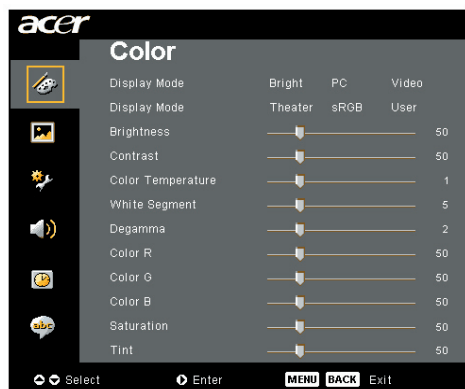 acer
Color
Display Mode Bright PC Video
Display Mode Theater sRGB User
Brightness 50
Contrast 50
Color Temperature 1
White Segment 5
Degamma 2
Color R 50
Color G 50
Color B 50
Saturation 50
Tint 50
abc
Select Enter MENU BACK Exit